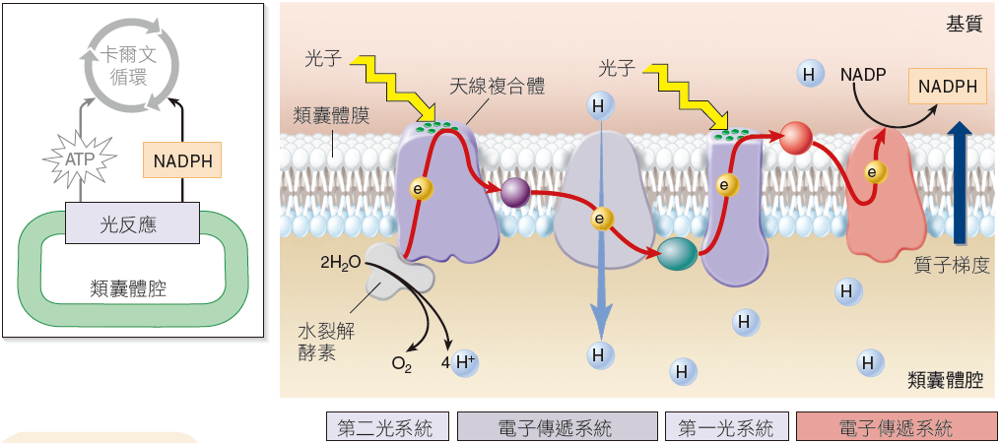 卡爾文
循環
ATP
NADPH
光反應
類囊體腔
基質
光子
天線複合體
類囊體膜
光子
H
H
NADP
NADPH
e
e
e
e
2H₂O
水裂解
酵素
O₂
4 H⁺
H
H
H
H
H
質子梯度
類囊體腔
第二光系統
電子傳遞系統
第一光系統
電子傳遞系統